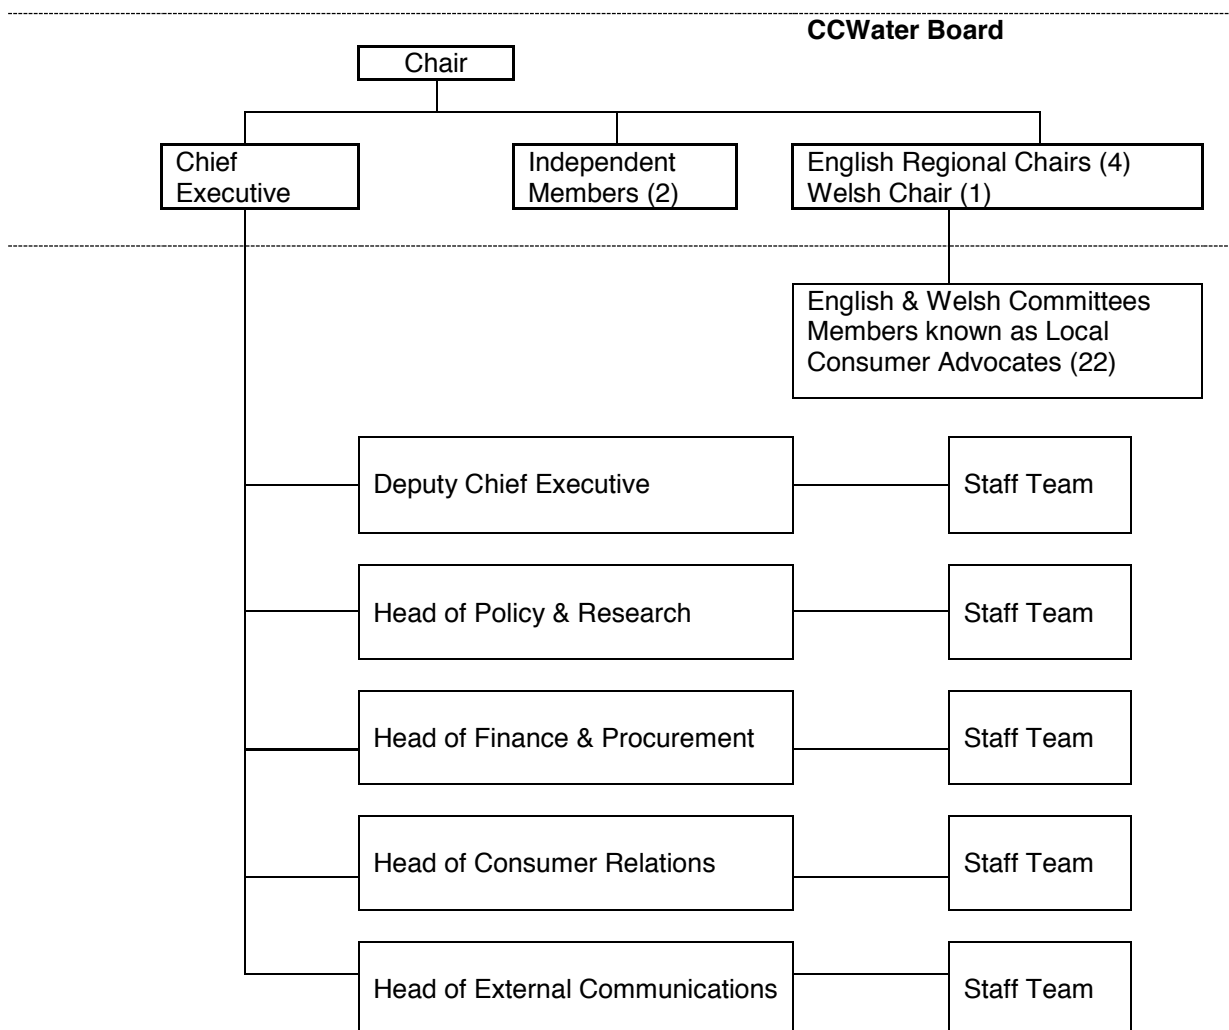 CCWater Board
Chair
Chief
Executive
Independent
Members (2)
English Regional Chairs (4)
Welsh Chair (1)
English & Welsh Committees
Members known as Local
Consumer Advocates (22)
Deputy Chief Executive
Staff Team
Head of Policy & Research
Staff Team
Head of Finance & Procurement
Staff Team
Head of Consumer Relations
Staff Team
Head of External Communications
Staff Team